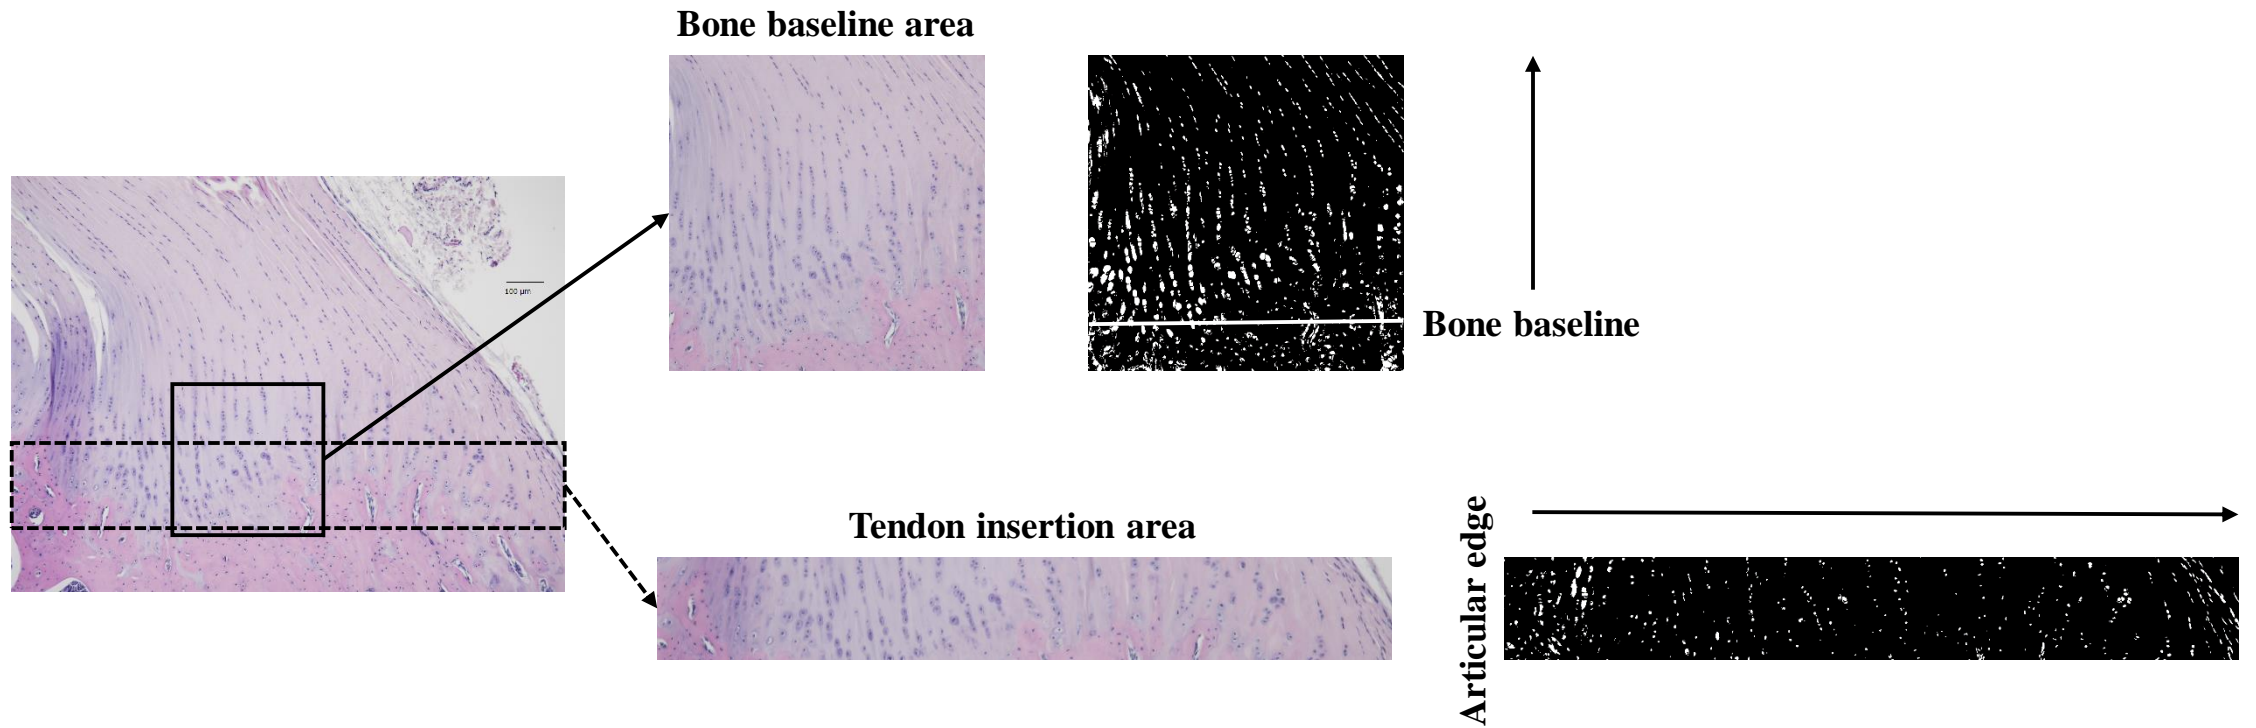 Bone baseline area
100 μm
Bone baseline
Tendon insertion area
Articular edge